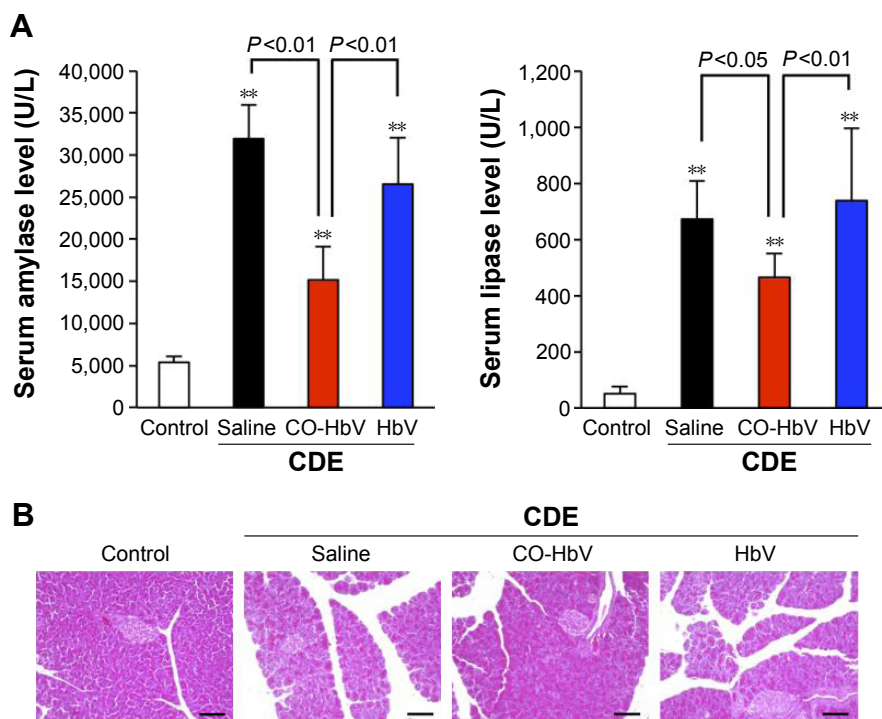 A
P<0.01 P<0.01
Serum amylase level (U/L)
40,000
35,000
30,000
25,000
20,000
15,000
10,000
5,000
0
**
**
**
Control Saline CO-HbV HbV
CDE
P<0.05 P<0.01
Serum lipase level (U/L)
1,200
1,000
800
600
400
200
0
**
**
**
Control Saline CO-HbV HbV
CDE
B
CDE
Control Saline CO-HbV HbV